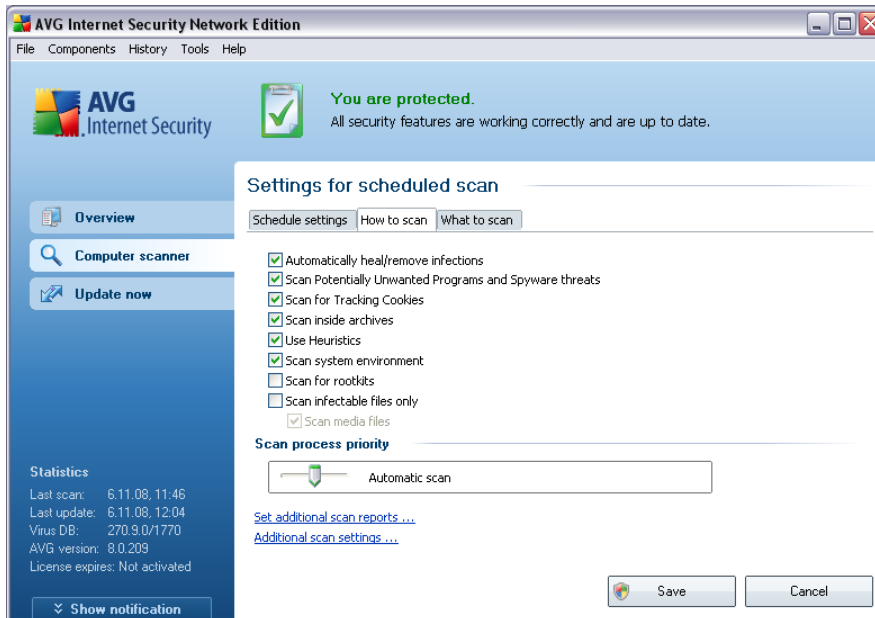 AVG Internet Security Network Edition
File Components History Tools Help
AVG
Internet Security
You are protected.
All security features are working correctly and are up to date.
Overview
Computer scanner
Update now
Settings for scheduled scan
Schedule settings How to scan What to scan
Automatically heal/remove infections
Scan Potentially Unwanted Programs and Spyware threats
Scan for Tracking Cookies
Scan inside archives
Use Heuristics
Scan system environment
Scan for rootkits
Scan infectable files only
Scan media files
Scan process priority
Automatic scan
Set additional scan reports ...
Additional scan settings ...
Statistics
Last scan: 6.11.08, 11:46
Last update: 6.11.08, 12:04
Virus DB: 270.9.0/1770
AVG version: 8.0.209
License expires: Not activated
Show notification
Save Cancel